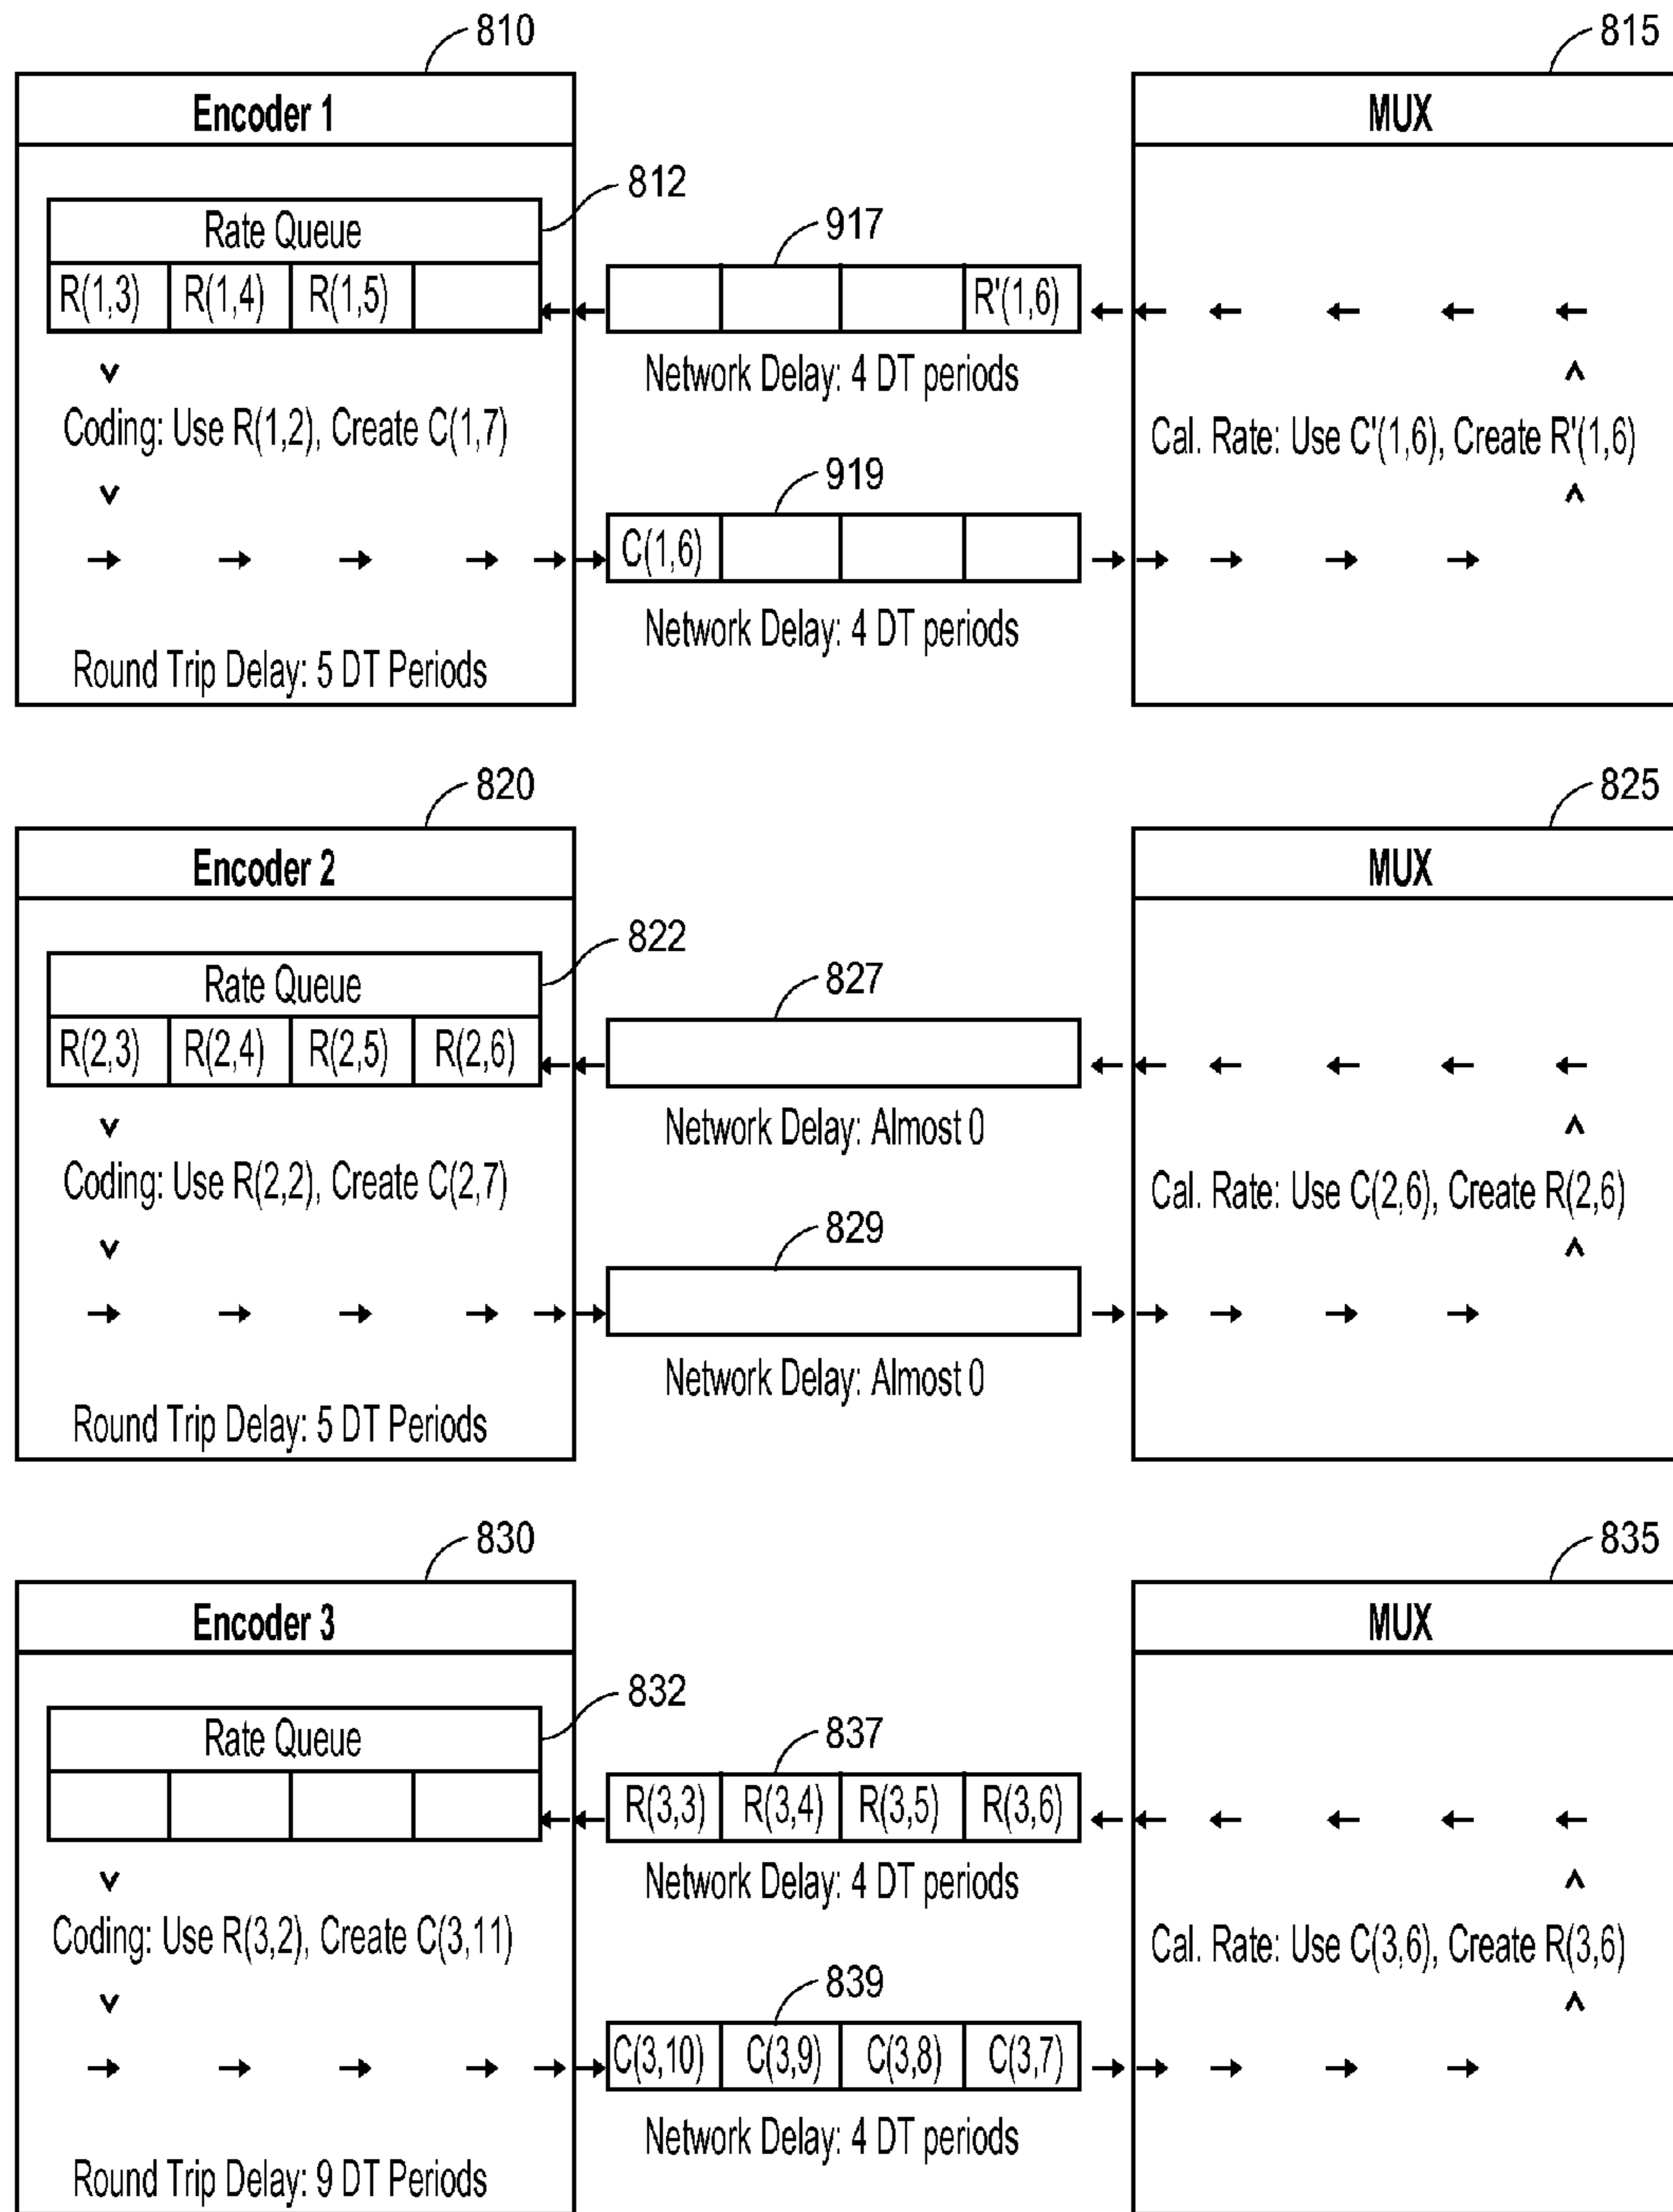 810
815
Encoder 1
MUX
812
Rate Queue
917
R(1,3) R(1,4) R(1,5)
R'(1,6)
Network Delay: 4 DT periods
Coding: Use R(1,2), Create C(1,7)
Cal. Rate: Use C'(1,6), Create R'(1,6)
919
C(1,6)
Network Delay: 4 DT periods
Round Trip Delay: 5 DT Periods
820
825
Encoder 2
MUX
822
Rate Queue
827
R(2,3) R(2,4) R(2,5) R(2,6)
Network Delay: Almost 0
Coding: Use R(2,2), Create C(2,7)
Cal. Rate: Use C(2,6), Create R(2,6)
829
Network Delay: Almost 0
Round Trip Delay: 5 DT Periods
830
835
Encoder 3
MUX
832
Rate Queue
837
R(3,3) R(3,4) R(3,5) R(3,6)
Network Delay: 4 DT periods
Coding: Use R(3,2), Create C(3,11)
Cal. Rate: Use C(3,6), Create R(3,6)
839
C(3,10) C(3,9) C(3,8) C(3,7)
Network Delay: 4 DT periods
Round Trip Delay: 9 DT Periods